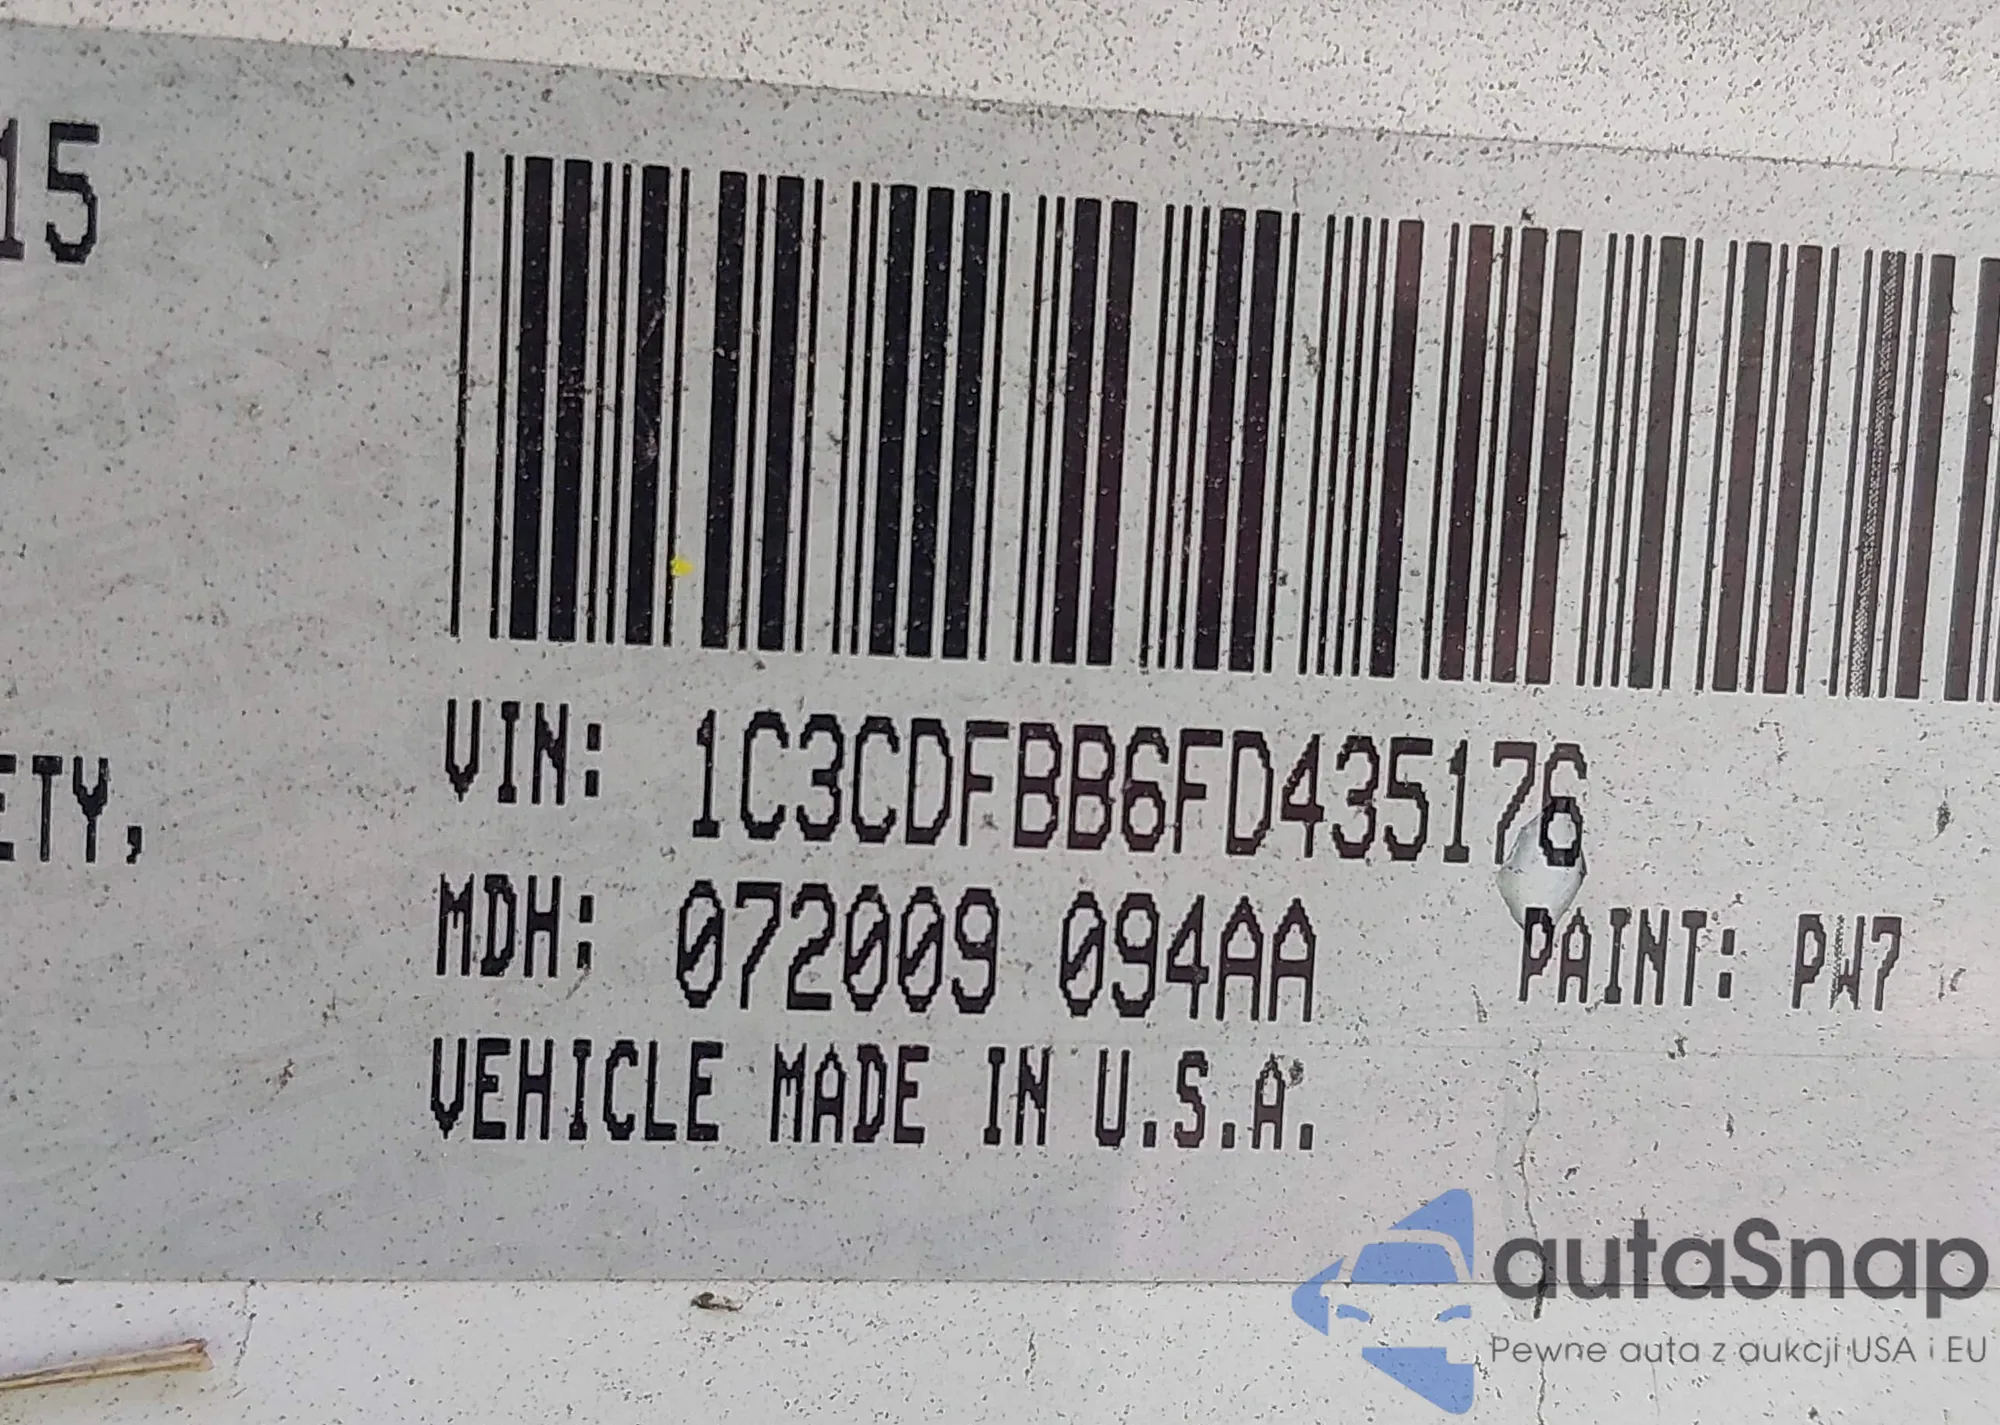 15
ETY,
VIN: 1C3CDFBB6FD435176
MDH: 072009 094AA PAINT: PW7
VEHICLE MADE IN U.S.A.
autaSnap
Pewne auta z aukcji USA i EU